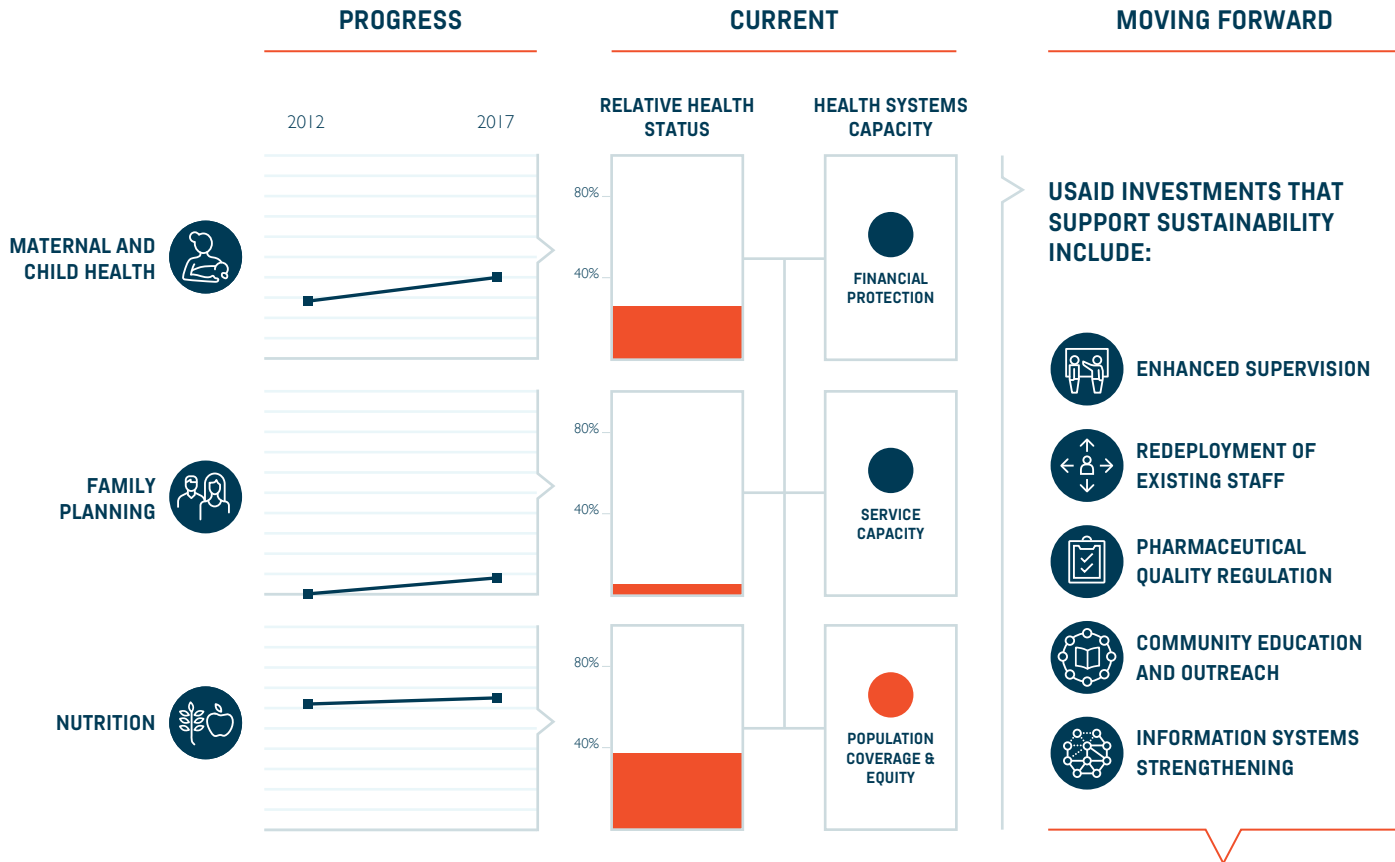 PROGRESS
CURRENT
MOVING FORWARD
2012
2017
RELATIVE HEALTH
STATUS
HEALTH SYSTEMS
CAPACITY
MATERNAL AND
CHILD HEALTH
80%
40%
FINANCIAL
PROTECTION
FAMILY
PLANNING
80%
40%
SERVICE
CAPACITY
NUTRITION
80%
40%
POPULATION
COVERAGE &
EQUITY
USAID INVESTMENTS THAT
SUPPORT SUSTAINABILITY
INCLUDE:
ENHANCED SUPERVISION
REDEPLOYMENT OF
EXISTING STAFF
PHARMACEUTICAL
QUALITY REGULATION
COMMUNITY EDUCATION
AND OUTREACH
INFORMATION SYSTEMS
STRENGTHENING